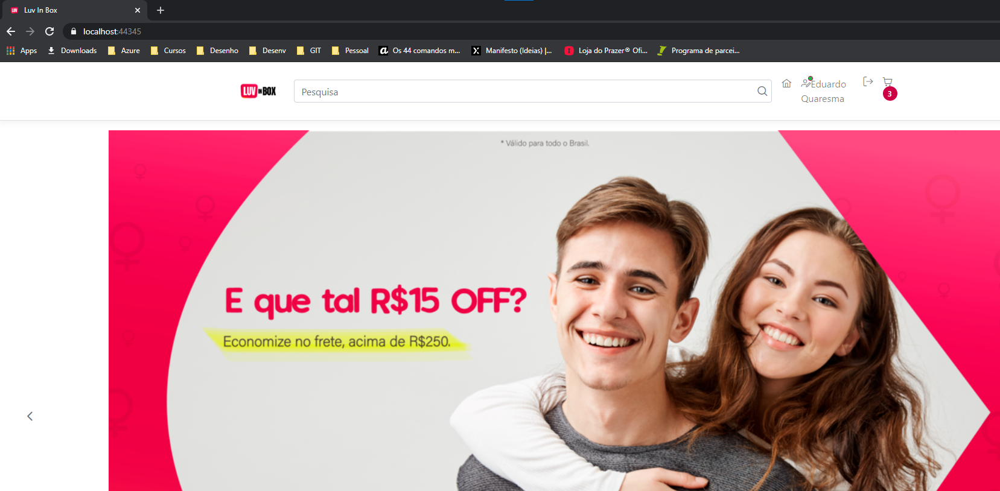 Luv In Box
localhost:44345
Apps Downloads Azure Cursos Desenho Desenv GIT Pessoal Os 44 comandos m... Manifesto (Ideias) |... Loja do Prazer® Ofi... Programa de parcei...
LUV IN BOX
Pesquisa
Eduardo
Quaresma
3
* Válido para todo o Brasil.
E que tal R$15 OFF?
Economize no frete, acima de R$250.